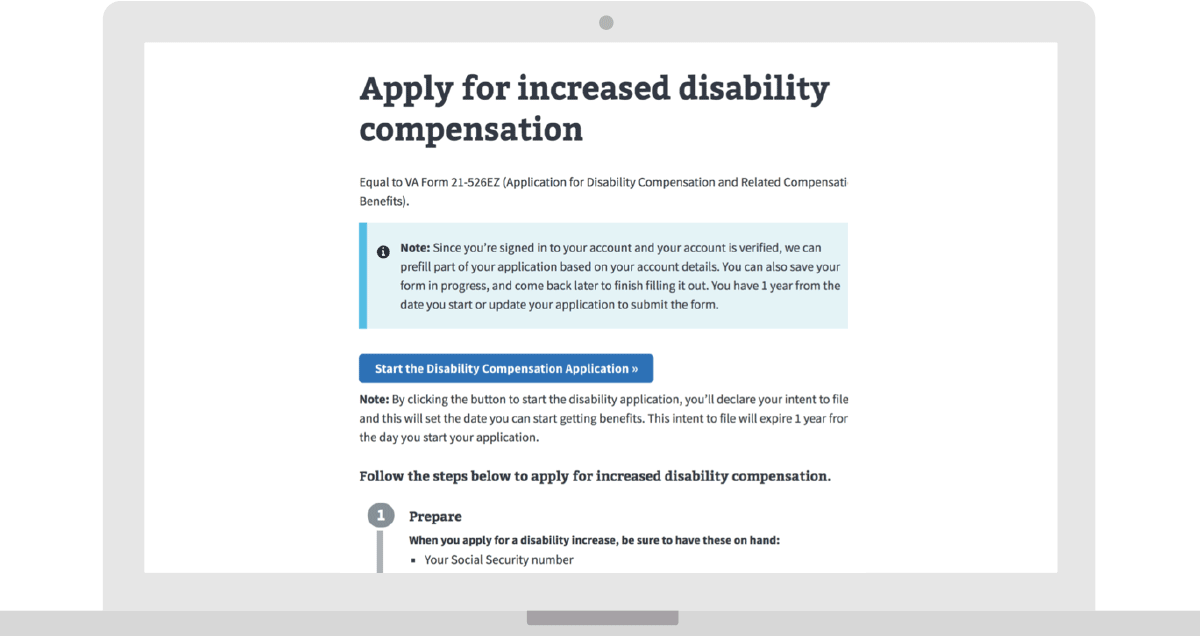 Apply for increased disability
compensation
Equal to VA Form 21-526EZ (Application for Disability Compensation and Related Compensati
Benefits).
Note: Since you’re signed in to your account and your account is verified, we can
prefill part of your application based on your account details. You can also save your
form in progress, and come back later to finish filling it out. You have 1 year from the
date you start or update your application to submit the form.
Start the Disability Compensation Application »
Note: By clicking the button to start the disability application, you’ll declare your intent to file
and this will set the date you can start getting benefits. This intent to file will expire 1 year fror
the day you start your application.
Follow the steps below to apply for increased disability compensation.
1 Prepare
When you apply for a disability increase, be sure to have these on hand:
▪ Your Social Security number